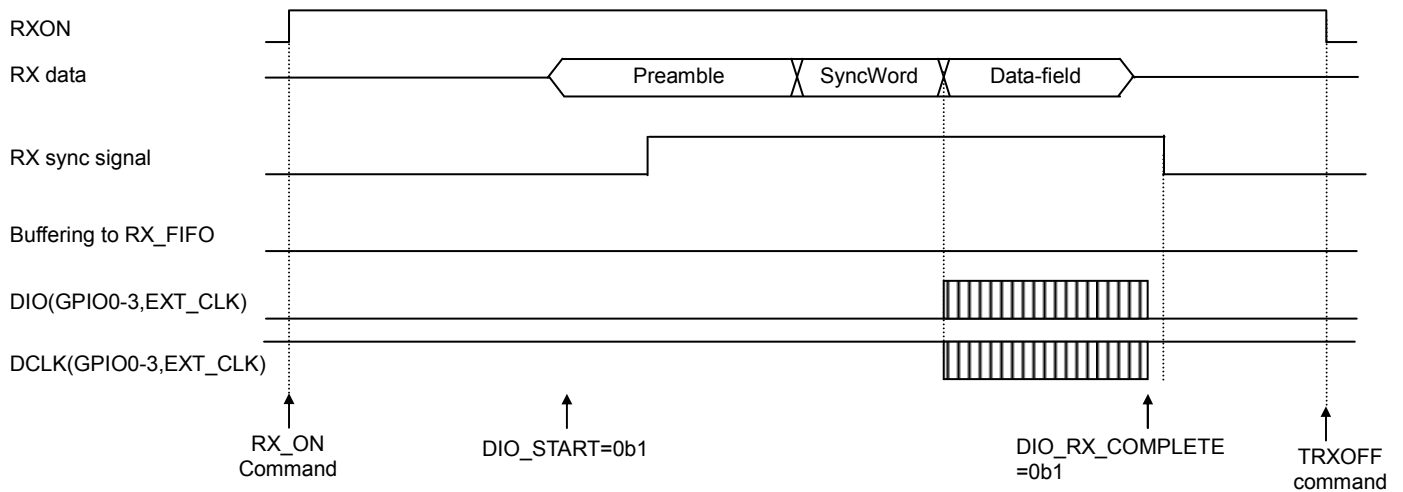 RXON
RX data
Preamble
SyncWord
Data-field
RX sync signal
Buffering to RX_FIFO
DIO(GPIO0-3,EXT_CLK)
DCLK(GPIO0-3,EXT_CLK)
RX_ON
Command
DIO_START=0b1
DIO_RX_COMPLETE
=0b1
TRXOFF
command